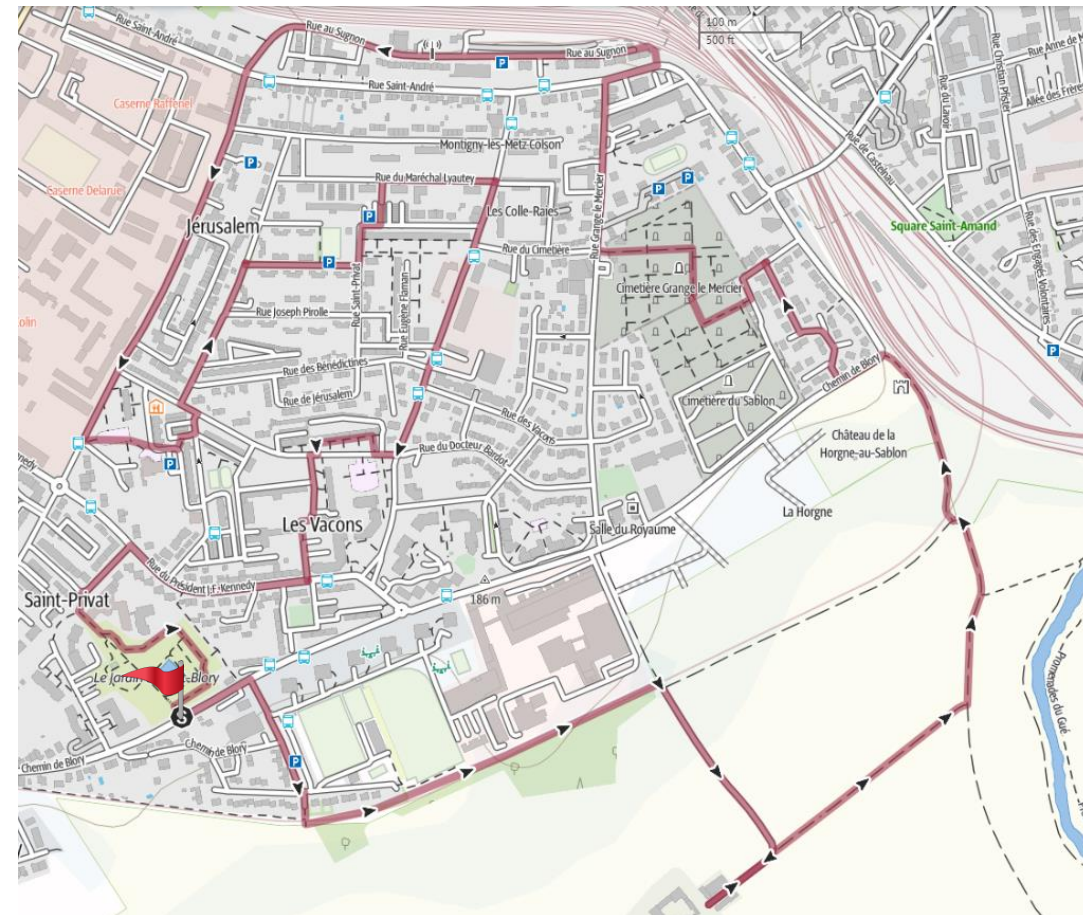 Rue Saint-André
Rue au Sugnon
Rue au Sugnon
100 m
500 ft
Rue Saint-André
Caserne Raffenel
Montigny-lès-Metz-Colson
Caserne Delarue
Rue du Maréchal Lyautey
Rue Grange le Mercier
Rue de Castelnau
Rue du Lavoir
Rue Christian Pfister
Rue Anne de M
Allée des Frères
Les Colle-Raies
Jérusalem
Square Saint-Amand
Rue des Engagés Volontaires
Rue du Cimetière
Rue Saint-Privat
Rue Eugène Flaman
Cimetière Grange le Mercier
Rue Joseph Pirolle
olin
Rue des Bénédictines
Rue de Jérusalem
Chemin de Blory
Cimetière du Sablon
Rue des Vacons
Rue du Docteur Bardot
Château de la
Horgne-au-Sablon
nnedy
La Horgne
Les Vacons
Salle du Royaume
Rue du Président J.-F.-Kennedy
186 m
Saint-Privat
Promenades du Gué
Chemin de Blory
Chemin de Blory
S